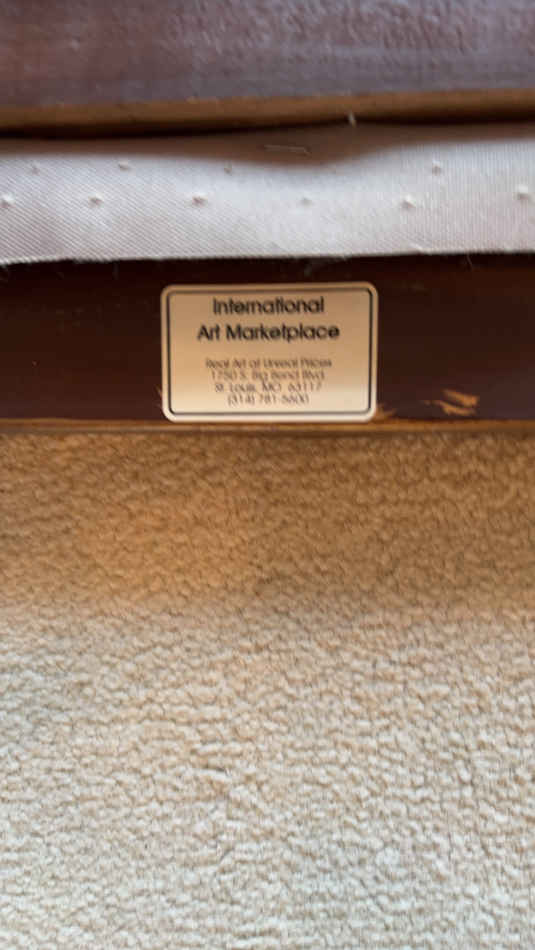 International
Art Marketplace
Real Art at Unreal Prices
1750 S. Big Bend Blvd.
St. Louis, MO 63117
(314) 781-5600